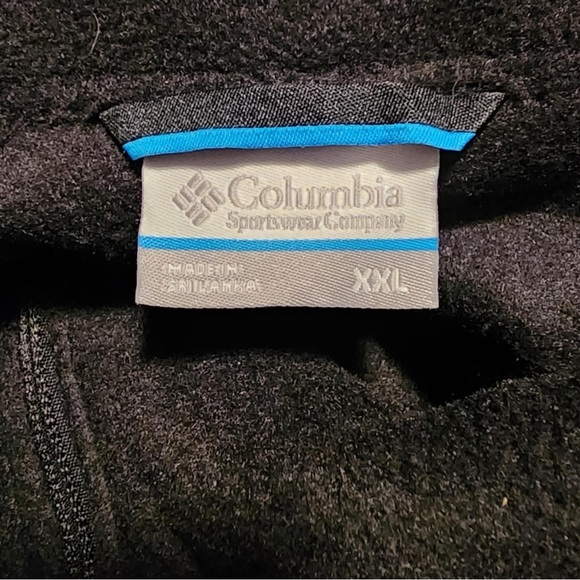 Columbia
Sportswear Company
MADE IN
SRI LANKA
XXL